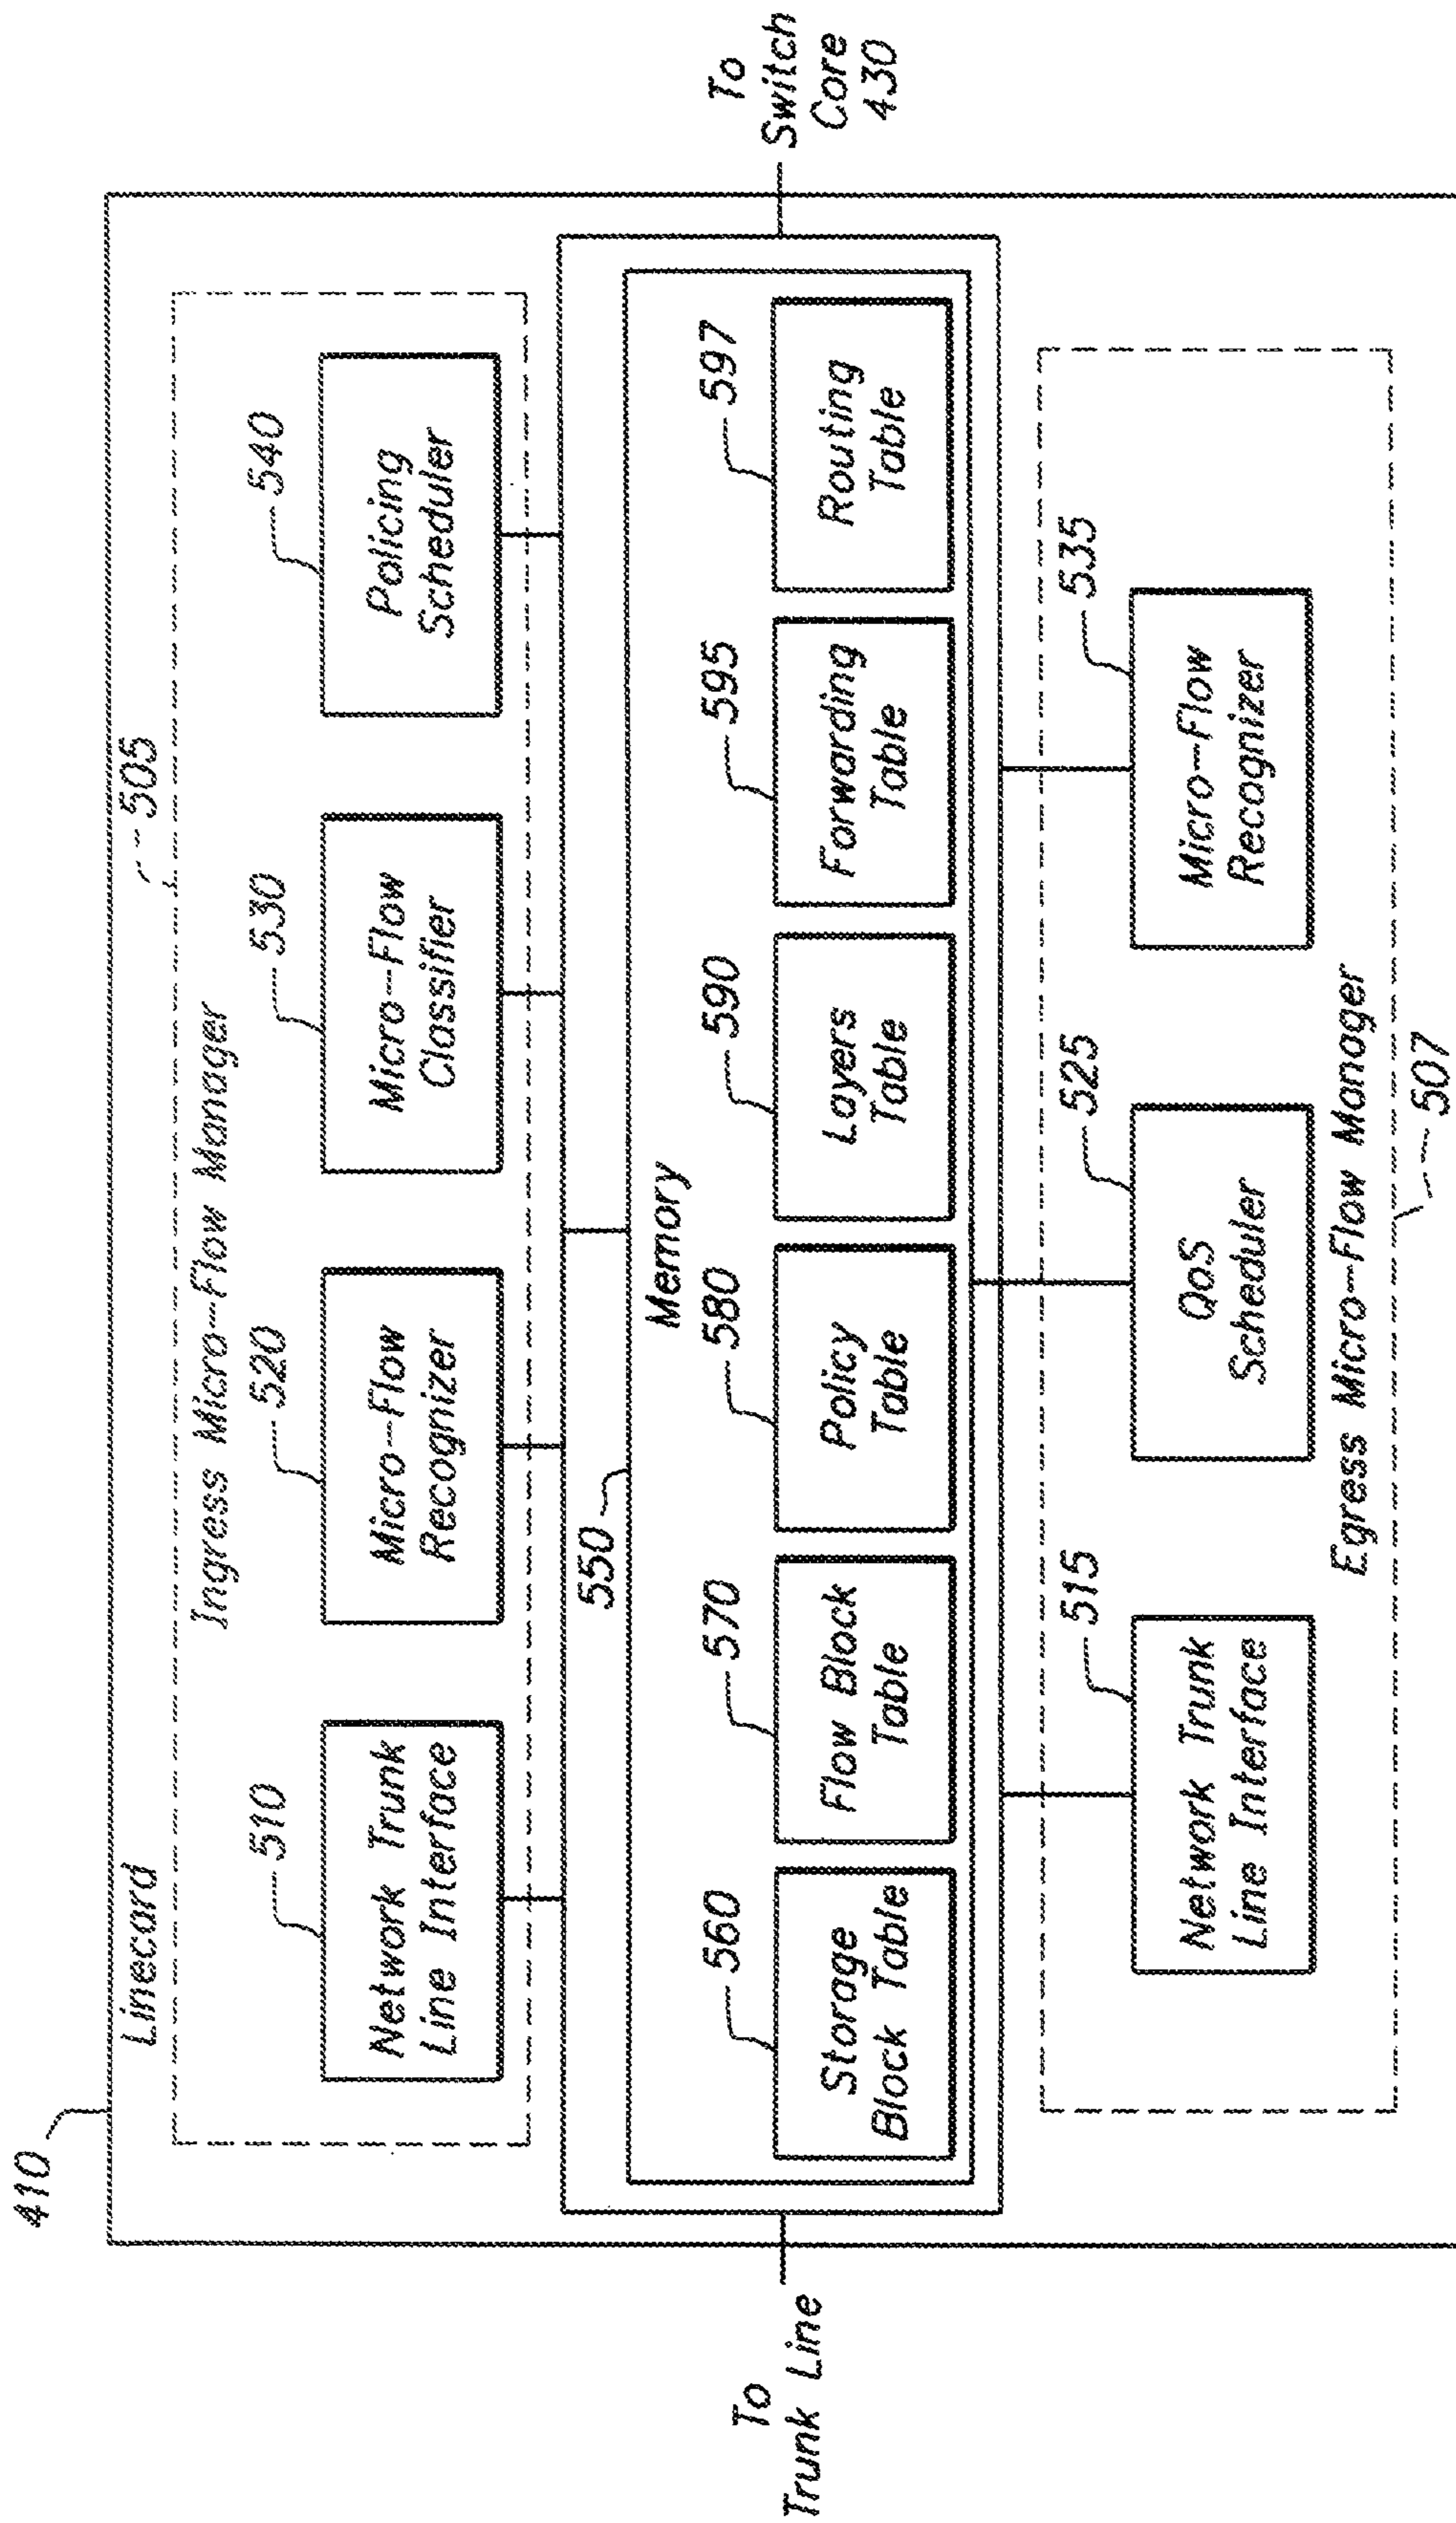 410
Linecard
505
Ingress Micro-Flow Manager
510
520
530
540
Network Trunk
Line Interface
Micro-Flow
Recognizer
Micro-Flow
Classifier
Policing
Scheduler
550
Memory
560
570
580
590
595
597
Storage
Block Table
Flow Block
Table
Policy
Table
Layers
Table
Forwarding
Table
Routing
Table
To
Trunk Line
To
Switch
Core
430
515
525
535
Network Trunk
Line Interface
QoS
Scheduler
Micro-Flow
Recognizer
Egress Micro-Flow Manager
507